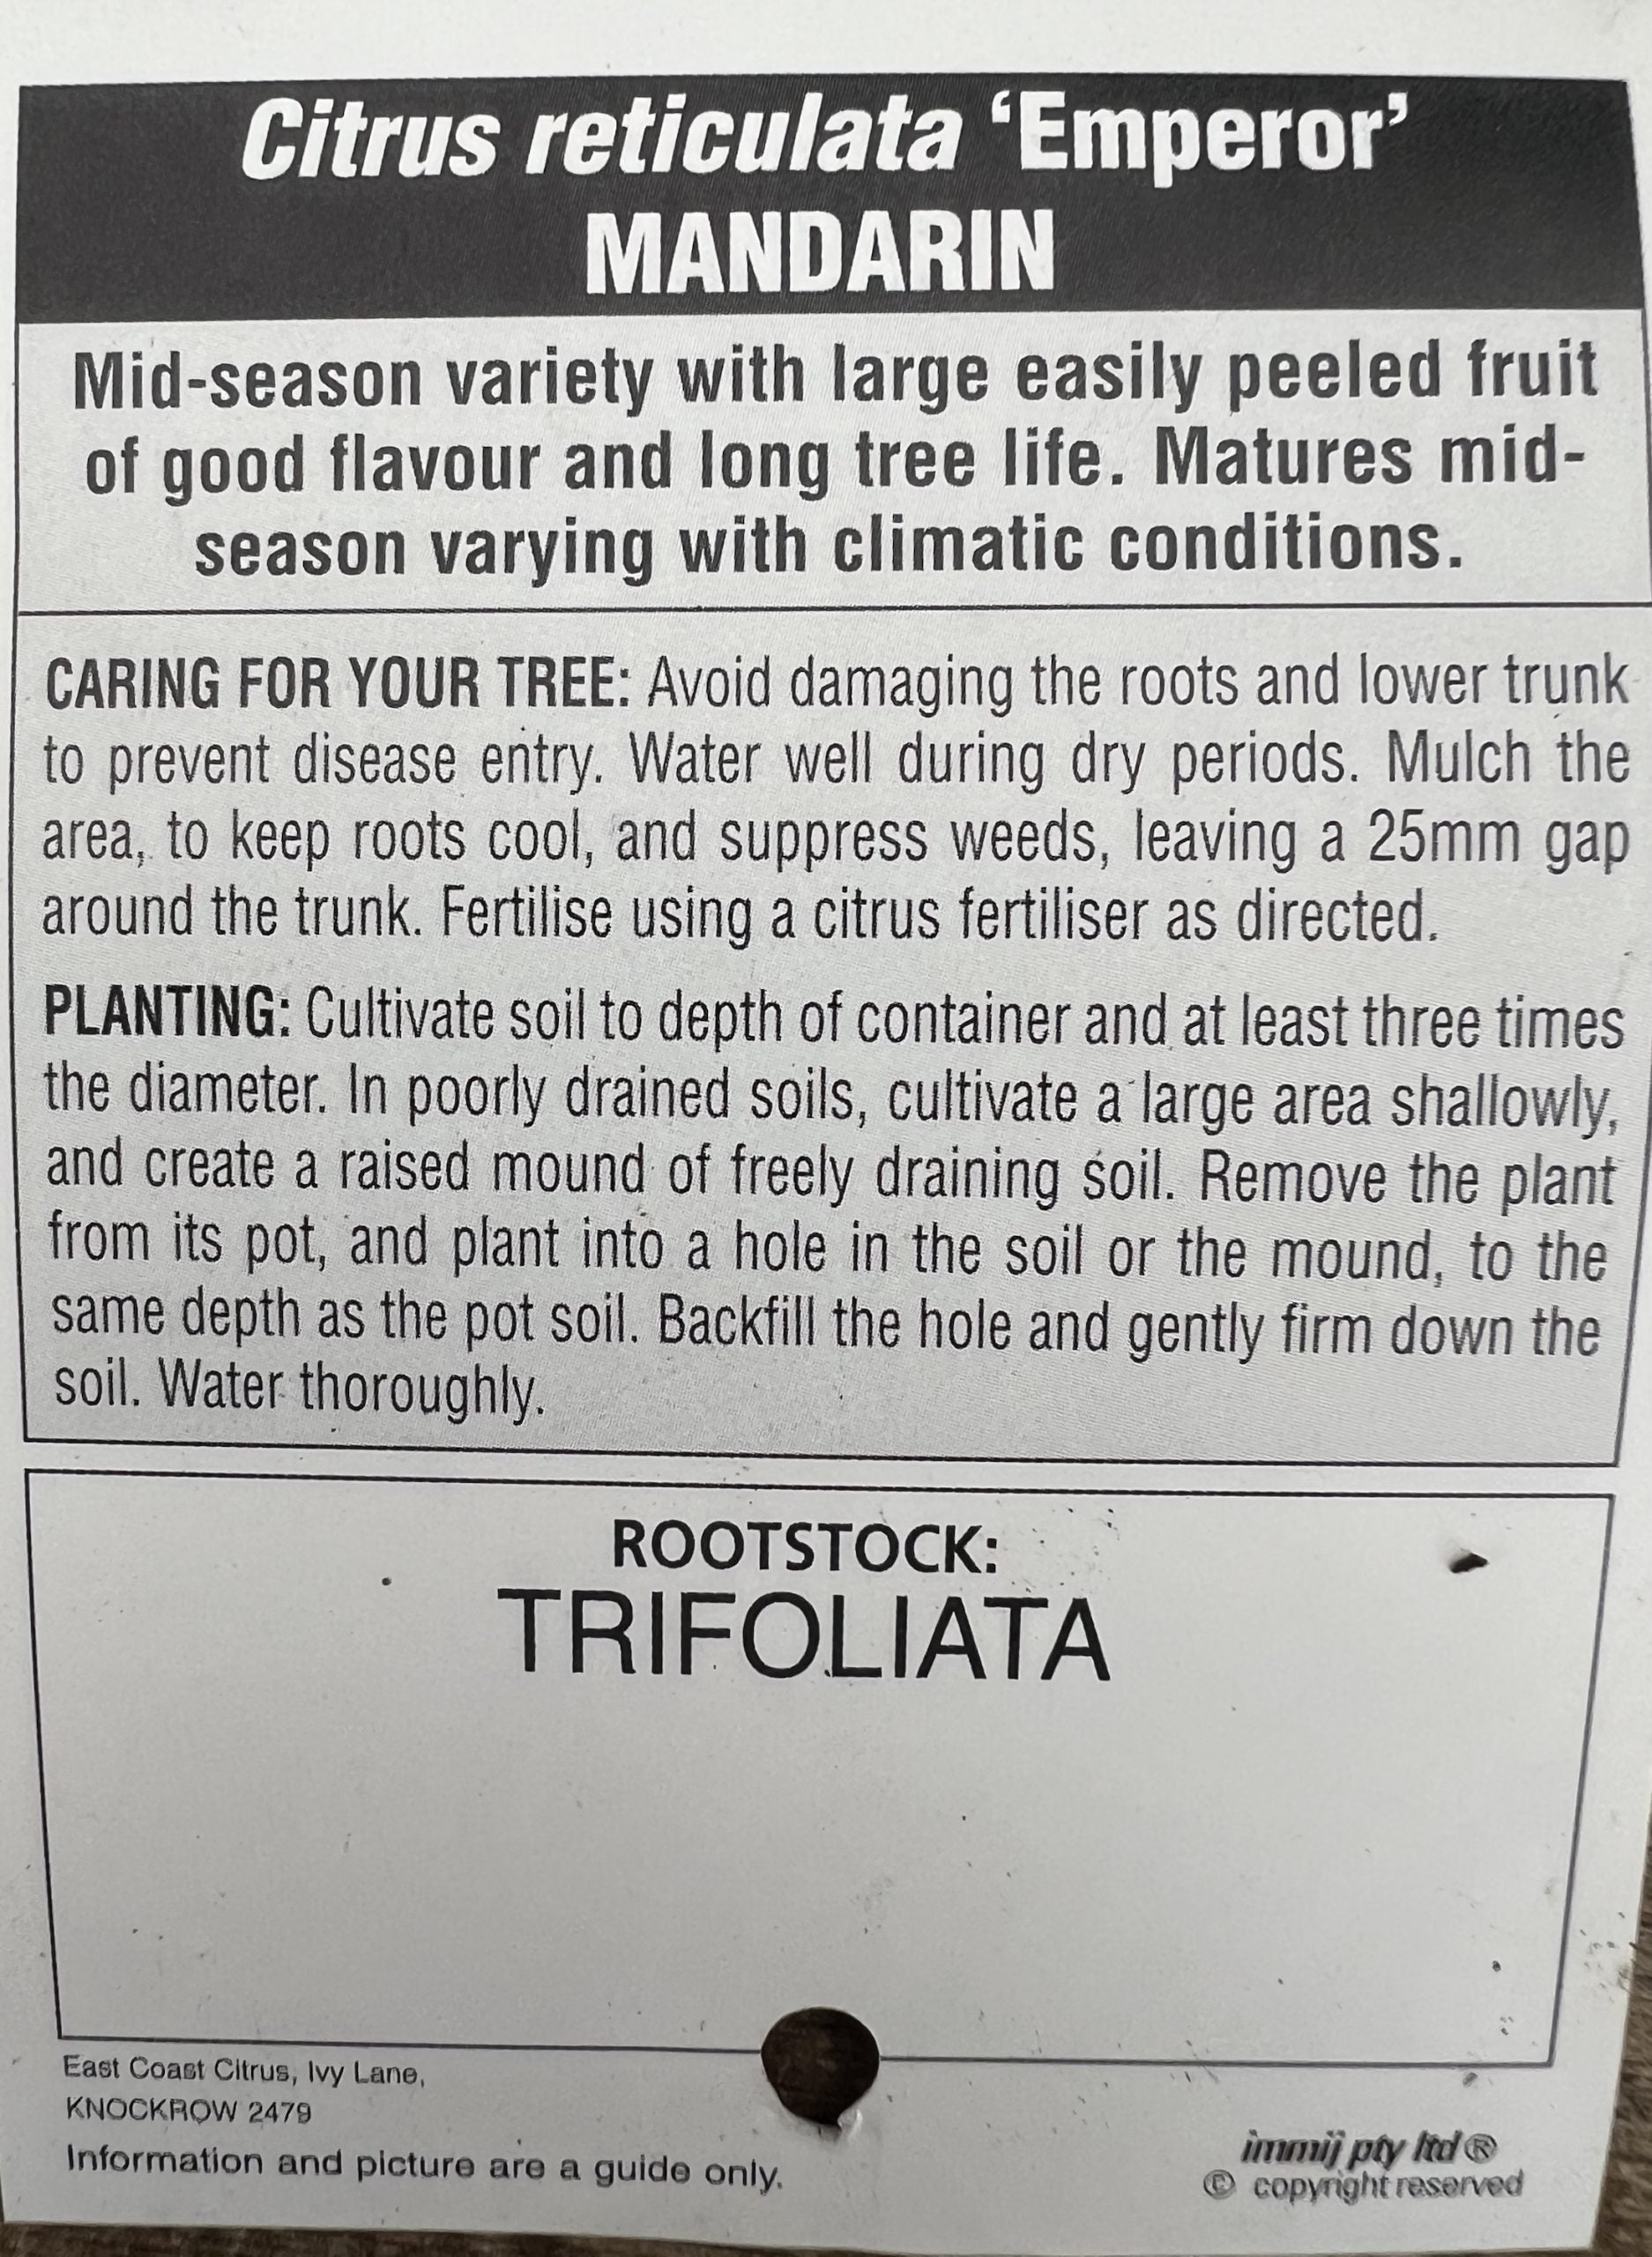 Citrus reticulata ‘Emperor’
MANDARIN
Mid-season variety with large easily peeled fruit
of good flavour and long tree life. Matures mid-
season varying with climatic conditions.
CARING FOR YOUR TREE: Avoid damaging the roots and lower trunk
to prevent disease entry. Water well during dry periods. Mulch the
area, to keep roots cool, and suppress weeds, leaving a 25mm gap
around the trunk. Fertilise using a citrus fertiliser as directed.
PLANTING: Cultivate soil to depth of container and at least three times
the diameter. In poorly drained soils, cultivate a large area shallowly,
and create a raised mound of freely draining soil. Remove the plant
from its pot, and plant into a hole in the soil or the mound, to the
same depth as the pot soil. Backfill the hole and gently firm down the
soil. Water thoroughly.
ROOTSTOCK:
TRIFOLIATA
East Coast Citrus, Ivy Lane,
KNOCKROW 2479
Information and picture are a guide only.
immij pty ltd ®
© copyright reserved